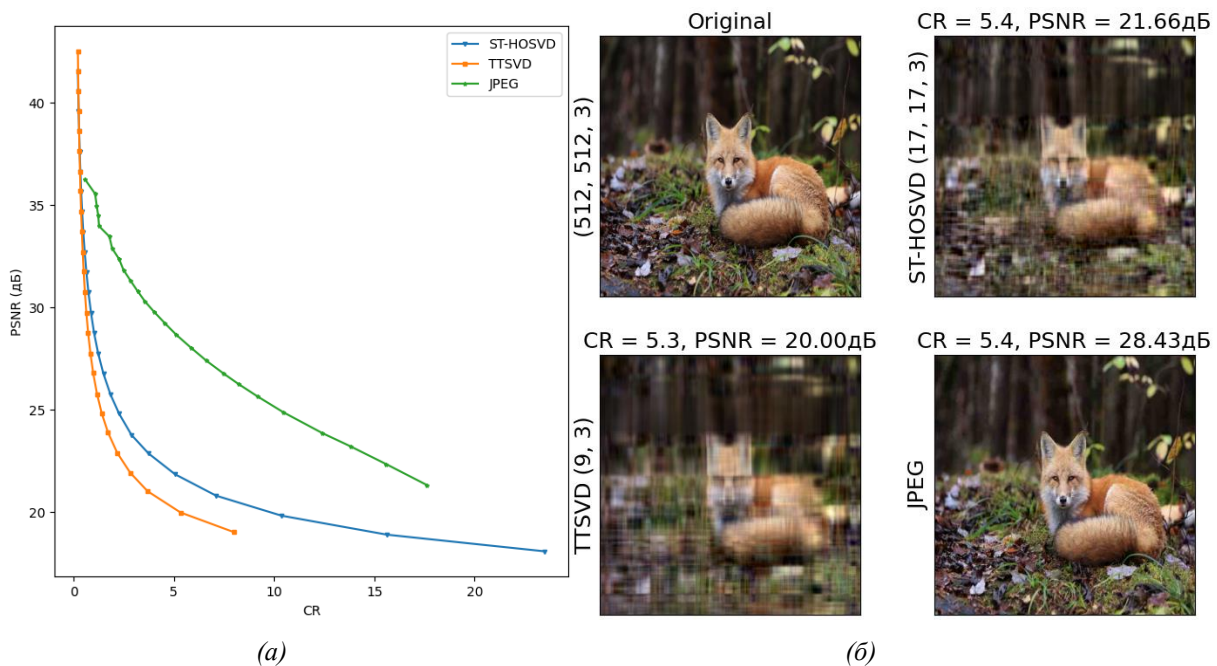 ST-HOSVD
TTSVD
JPEG
PSNR (дБ)
40
35
30
25
20
0
5
10
15
20
CR
(а)
Original
(512, 512, 3)
CR = 5.4, PSNR = 21.66дБ
ST-HOSVD (17, 17, 3)
CR = 5.3, PSNR = 20.00дБ
TTSVD (9, 3)
CR = 5.4, PSNR = 28.43дБ
JPEG
(б)